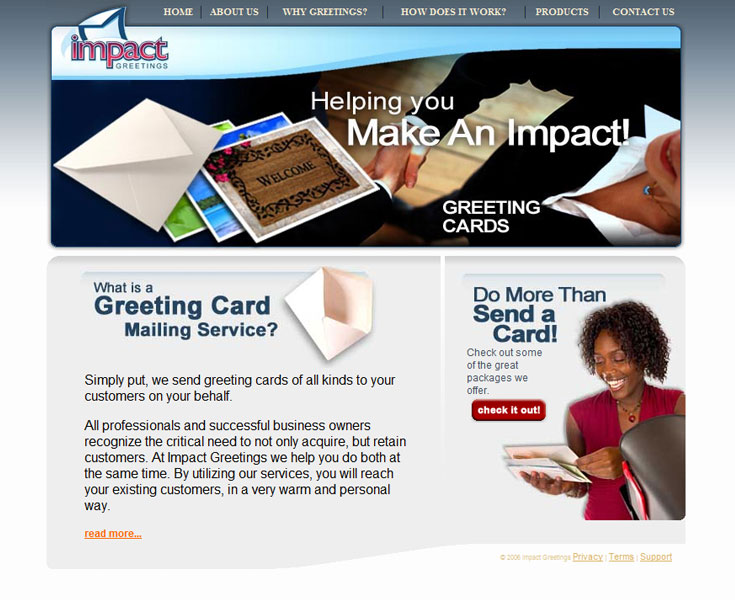 HOME | ABOUT US | WHY GREETINGS? | HOW DOES IT WORK? | PRODUCTS | CONTACT US
impact
GREETINGS
Helping you
Make An Impact!
WELCOME
GREETING
CARDS
What is a
Greeting Card
Mailing Service?
Simply put, we send greeting cards of all kinds to your
customers on your behalf.
All professionals and successful business owners
recognize the critical need to not only acquire, but retain
customers. At Impact Greetings we help you do both at
the same time. By utilizing our services, you will reach
your existing customers, in a very warm and personal
way.
read more...
Do More Than
Send a
Card!
Check out some
of the great
packages we
offer.
check it out!
© 2006 Impact Greetings Privacy | Terms | Support